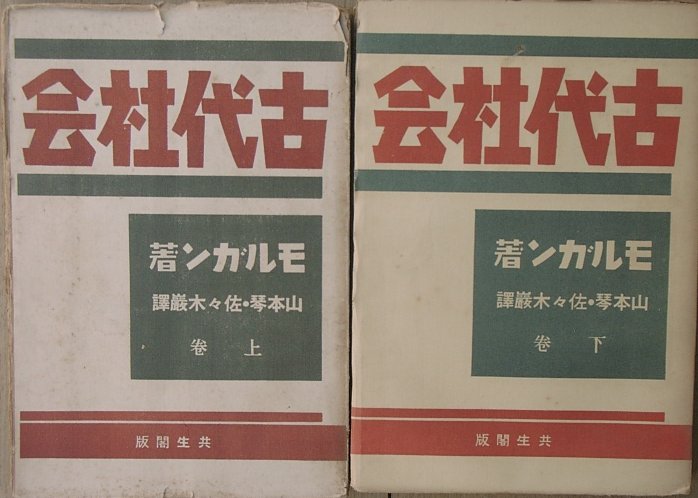 古代社会
モルガン著
山本琴・佐々木巌譯
上卷
共生閣版
古代社会
モルガン著
山本琴・佐々木巌譯
下卷
共生閣版